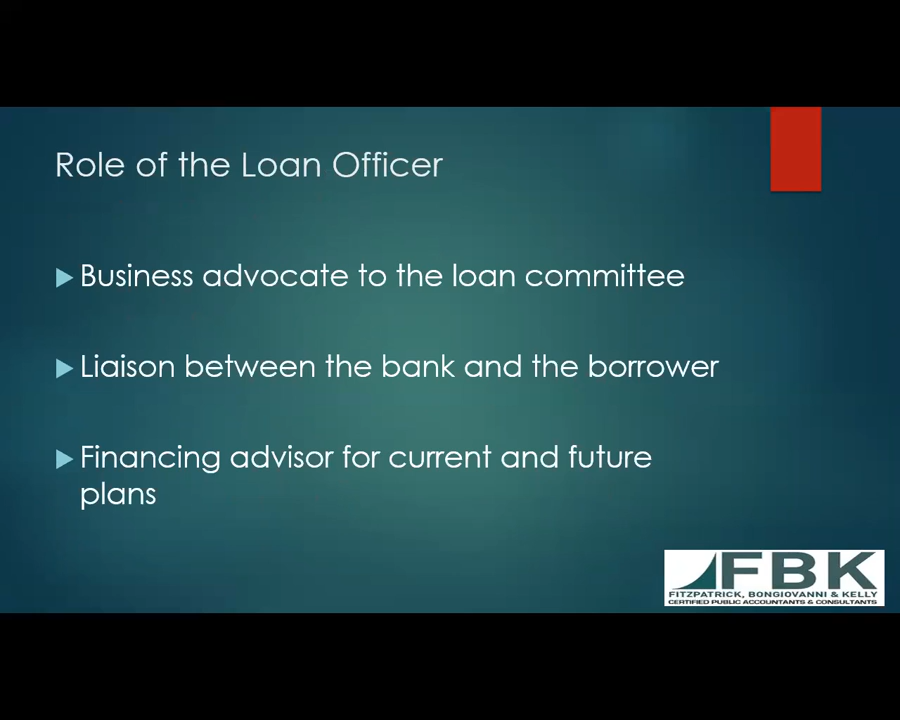 Role of the Loan Officer
Business advocate to the loan committee
Liaison between the bank and the borrower
Financing advisor for current and future
plans
FBK
FITZPATRICK, BONGIOVANNI & KELLY
CERTIFIED PUBLIC ACCOUNTANTS & CONSULTANTS